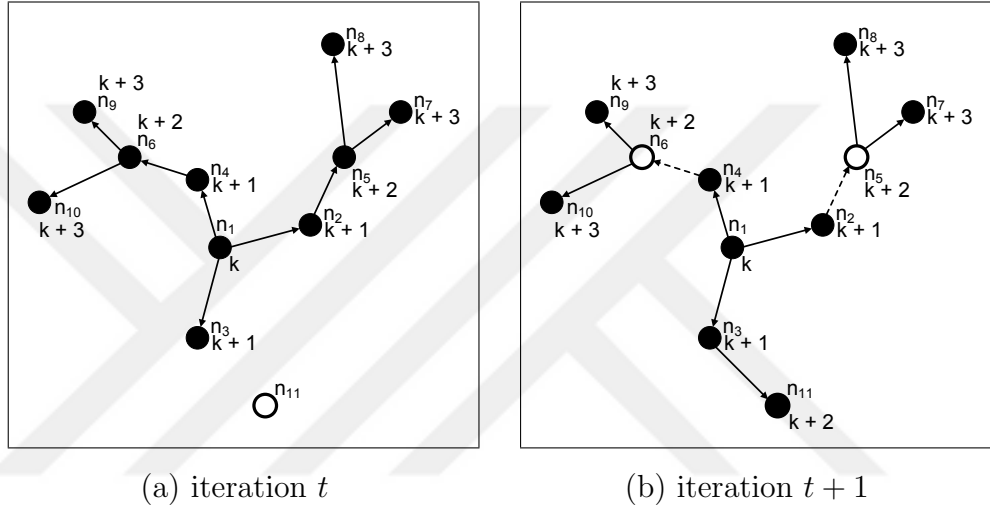 n8
k + 3
k + 3
n9
n7
k + 3
k + 2
n6
n4
k + 1
n5
k + 2
n10
k + 3
n2
k + 1
n1
k
n3
k + 1
n11
(a) iteration t
n8
k + 3
k + 3
n9
n7
k + 3
k + 2
n6
n4
k + 1
n5
k + 2
n10
k + 3
n2
k + 1
n1
k
n3
k + 1
n11
k + 2
(b) iteration t + 1